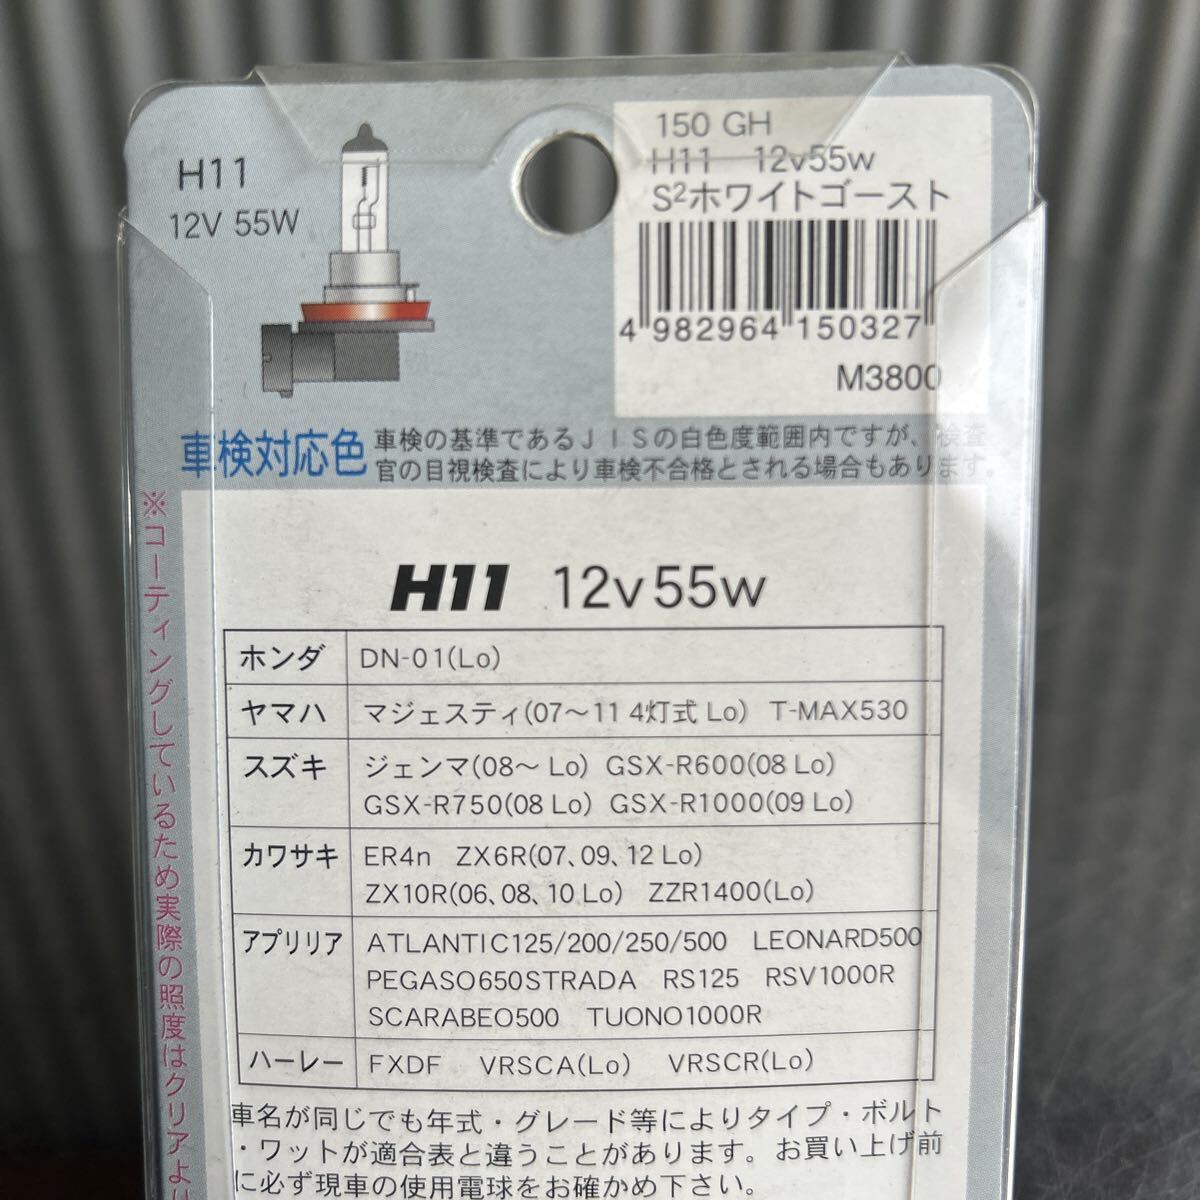 H11
12V 55W
150 GH
H11 12v55w
S²ホワイトゴースト
4 982964 150327
M3800
車検対応色
車検の基準であるJISの白色度範囲内ですが、検査
官の目視検査により車検不合格とされる場合もあります。
※コーティングしているため実際の照度はクリアより
H11 12v55w
ホンダ DN-01(Lo)
ヤマハ マジェスティ(07〜11 4灯式 Lo) T-MAX530
スズキ ジェンマ(08〜 Lo) GSX-R600(08 Lo)
GSX-R750(08 Lo) GSX-R1000(09 Lo)
カワサキ ER4n ZX6R(07、09、12 Lo)
ZX10R(06、08、10 Lo) ZZR1400(Lo)
アプリリア ATLANTIC125/200/250/500 LEONARD500
PEGASO650STRADA RS125 RSV1000R
SCARABEO500 TUONO1000R
ハーレー FXDF VRSCA(Lo) VRSCR(Lo)
車名が同じでも年式・グレード等によりタイプ・ボルト
・ワットが適合表と違うことがあります。お買い上げ前
に必ず現車の使用電球をお確かめ下さい。